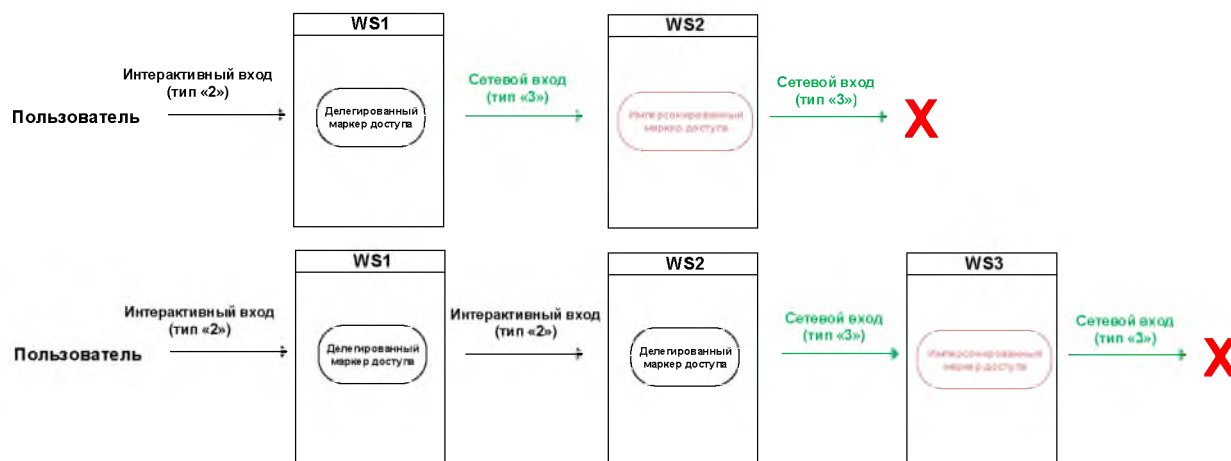 WS1
WS2
Интерактивный вход
(тип «2»)
Сетевой вход
(тип «3»)
Сетевой вход
(тип «3»)
Пользователь
Делегированный
маркер доступа
Имперсонированный
маркер доступа
X
WS1
WS2
WS3
Интерактивный вход
(тип «2»)
Интерактивный вход
(тип «2»)
Сетевой вход
(тип «3»)
Сетевой вход
(тип «3»)
Пользователь
Делегированный
маркер доступа
Делегированный
маркер доступа
Имперсонированный
маркер доступа
X